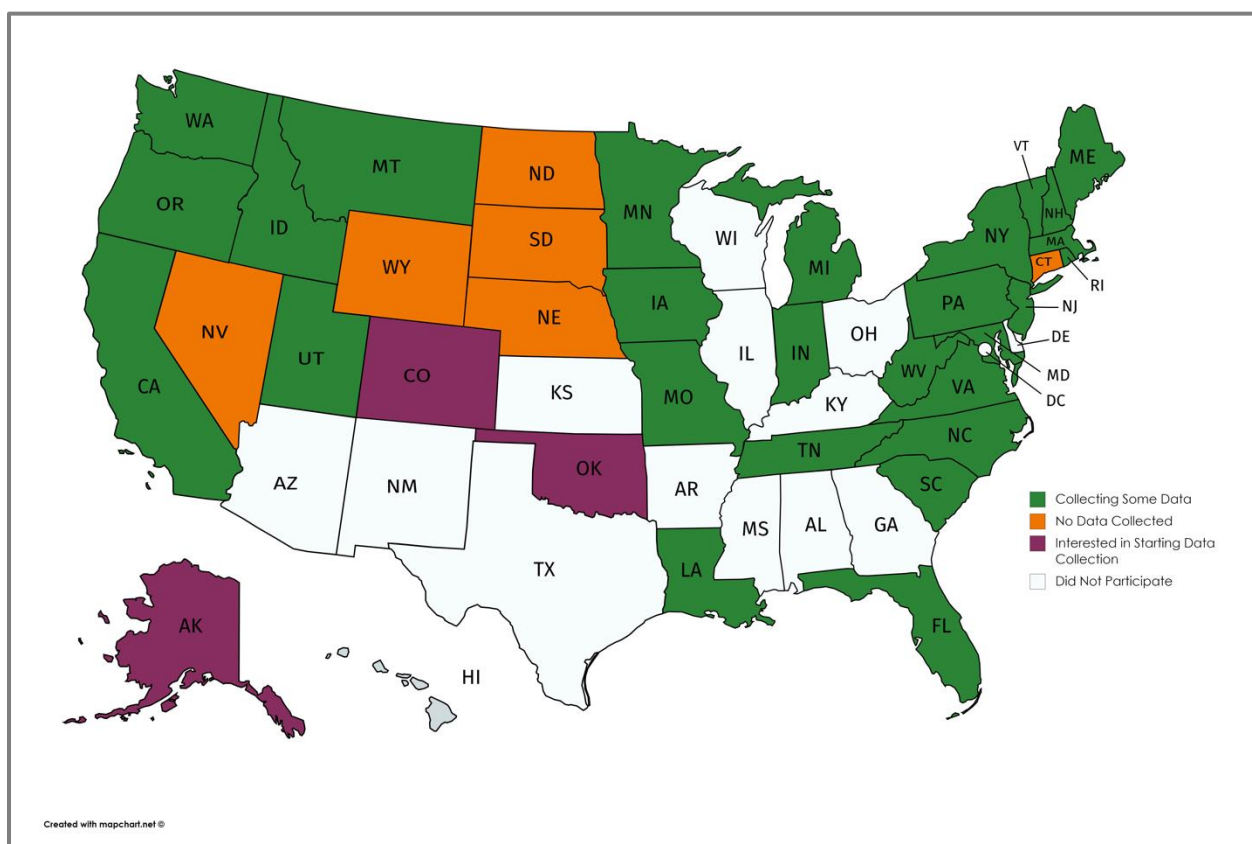 WA
MT
ND
MN
VT
ME
OR
ID
SD
WI
NY
NH
MA
WY
MI
CT
RI
NV
NE
IA
PA
NJ
UT
CO
IL
IN
OH
DE
CA
KS
MO
WV
VA
MD
KY
DC
AZ
NM
OK
AR
TN
NC
SC
MS
AL
GA
TX
LA
FL
AK
HI
Collecting Some Data
No Data Collected
Interested in Starting Data
Collection
Did Not Participate
Created with mapchart.net ©